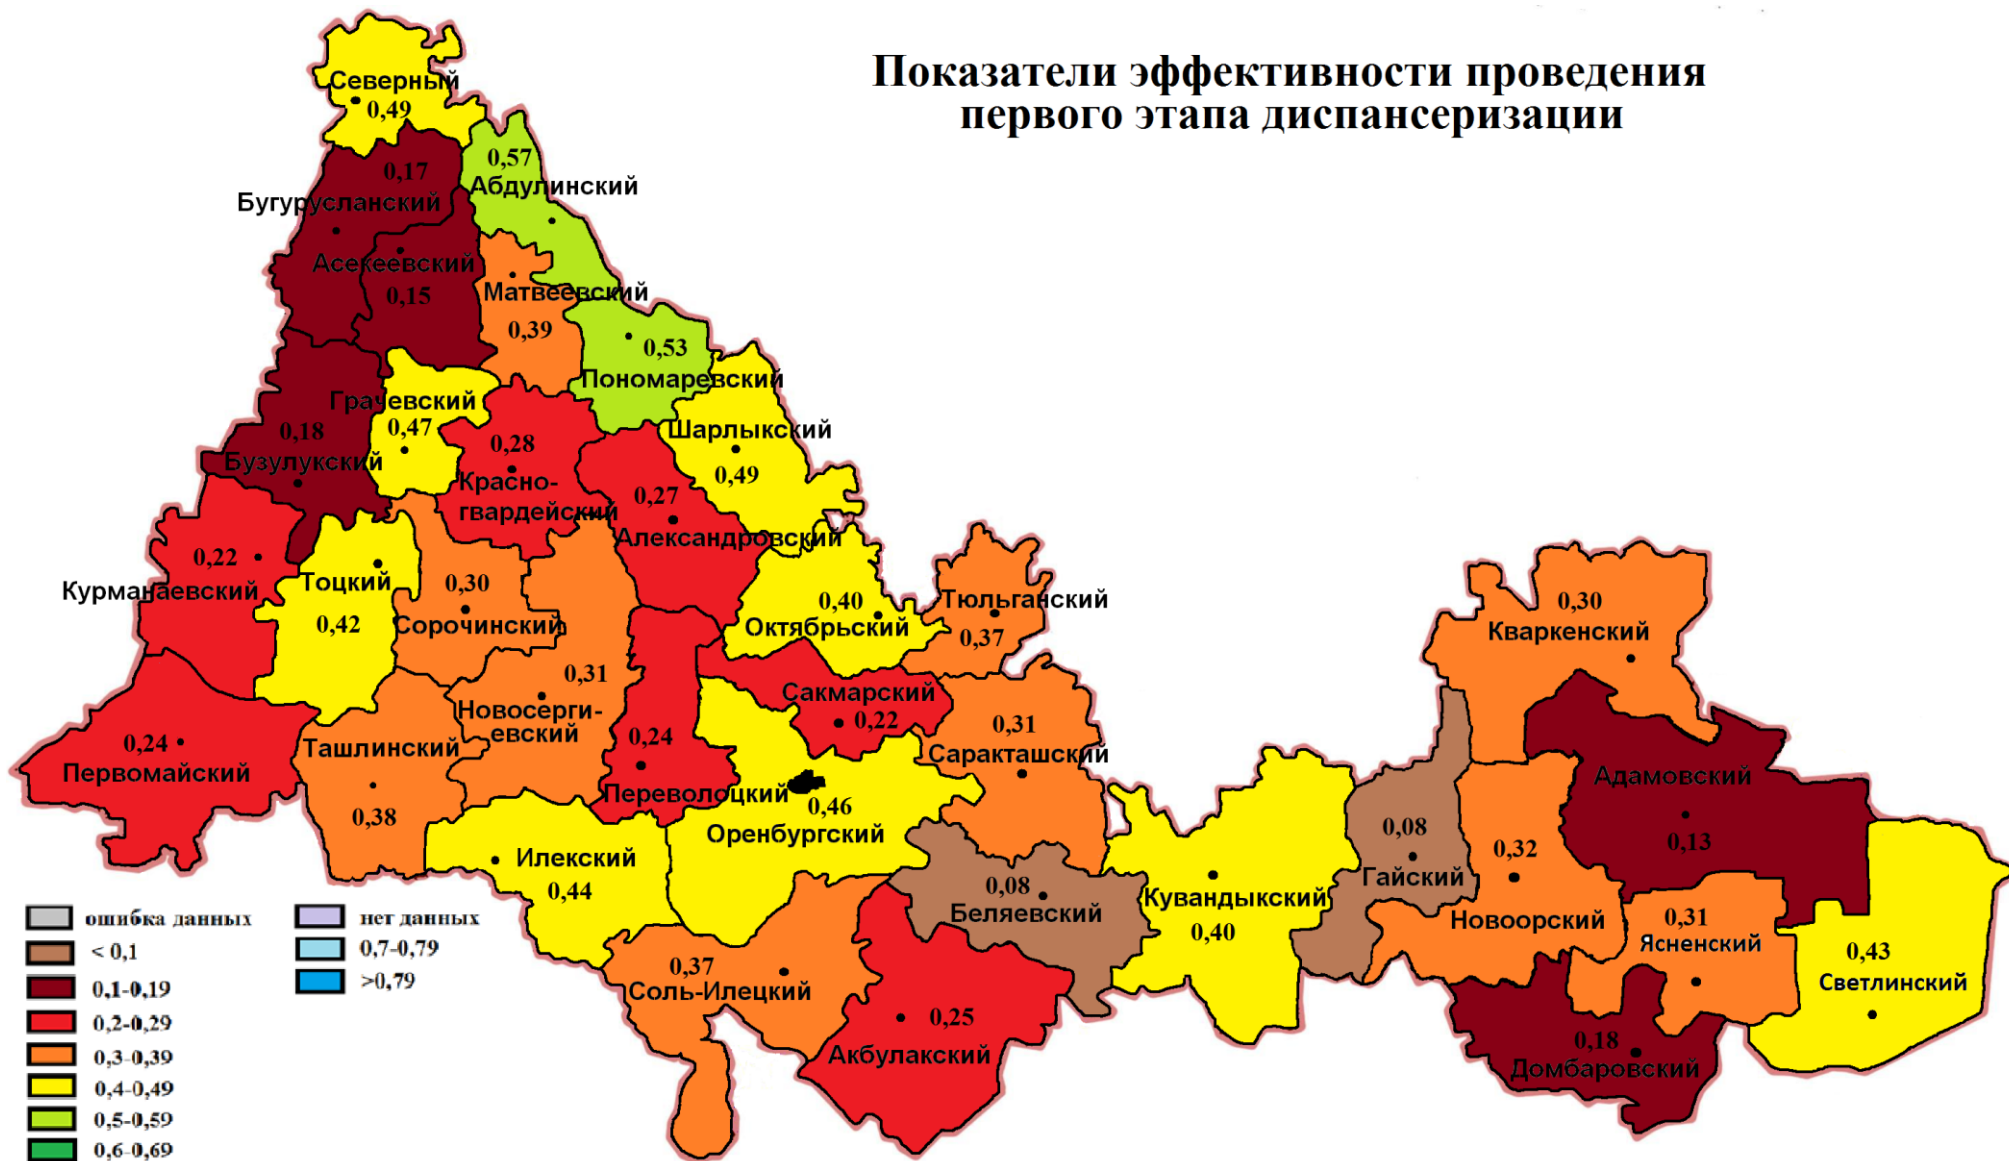 Показатели эффективности проведения
первого этапа диспансеризации
Северный
0,49
0,17
Бугурусланский
0,57
Абдулинский
Асекеевский
0,15
Матвеевский
0,39
0,53
Пономаревский
Грачевский
0,47
0,18
Бузулукский
0,28
Красно-
гвардейский
Шарлыкский
0,49
0,27
Александровский
0,22
Курманаевский
Тоцкий
0,42
0,30
Сорочинский
0,40
Октябрьский
Тюльганский
0,37
0,30
Кваркенский
0,24
Первомайский
Ташлинский
0,38
0,31
Новосерги-
евский
0,24
Переволоцкий
Сакмарский
0,22
0,31
Саракташский
0,46
Оренбургский
Адамовский
0,13
Илекский
0,44
0,08
Беляевский
Кувандыкский
0,40
0,08
Гайский
0,32
Новоорский
0,31
Ясненский
0,43
Светлинский
0,37
Соль-Илецкий
0,25
Акбулакский
0,18
Домбаровский
ошибка данных
< 0,1
0,1-0,19
0,2-0,29
0,3-0,39
0,4-0,49
0,5-0,59
0,6-0,69
нет данных
0,7-0,79
>0,79